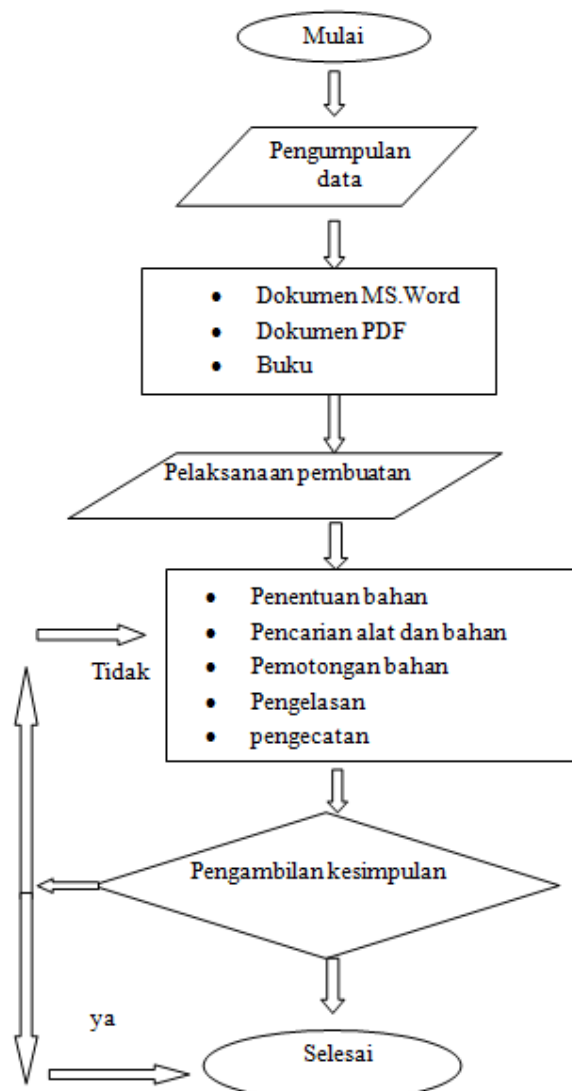 Mulai
Pengumpulan
data
Dokumen MS.Word
Dokumen PDF
Buku
Pelaksanaan pembuatan
Penentuan bahan
Pencarian alat dan bahan
Pemotongan bahan
Pengelasan
pengecatan
Tidak
Pengambilan kesimpulan
ya
Selesai